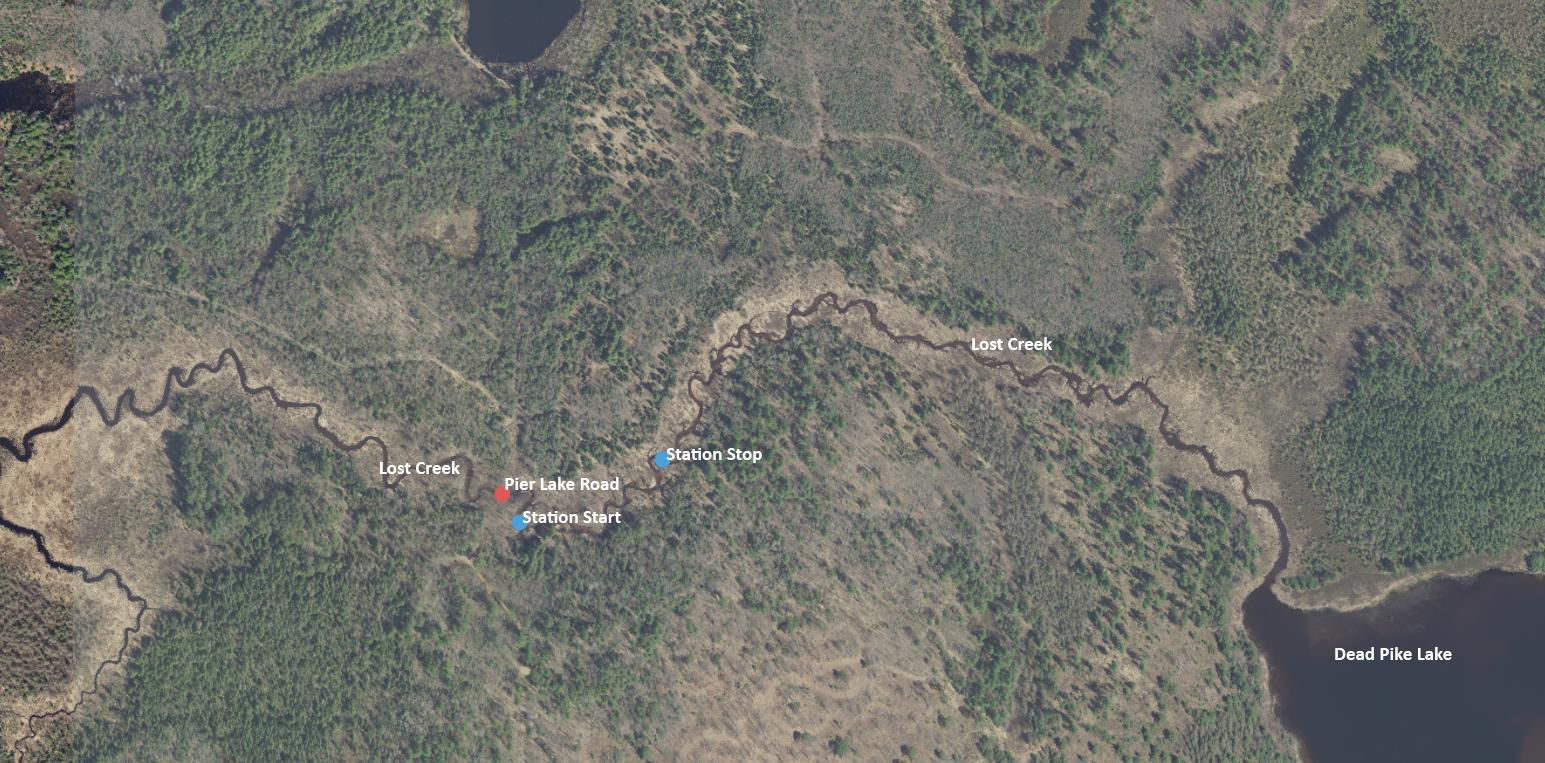 Lost Creek
Station Stop
Lost Creek
Pier Lake Road
Station Start
Dead Pike Lake